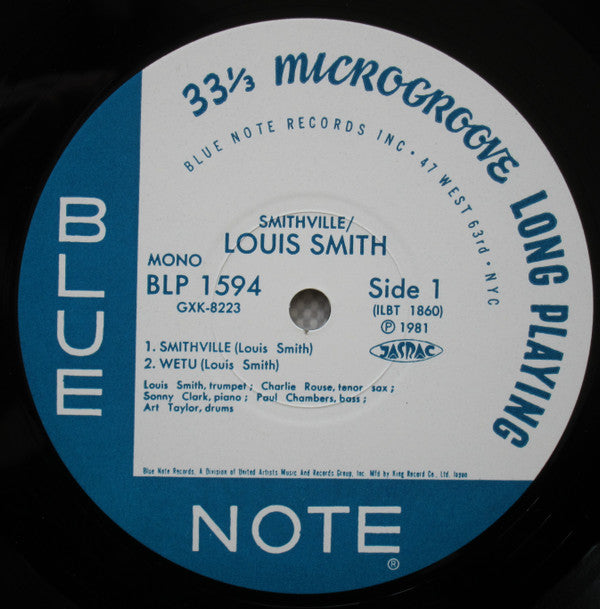 33⅓ MICROGROOVE LONG PLAYING
BLUE NOTE RECORDS INC • 47 WEST 63rd • NYC
BLUE
SMITHVILLE/
LOUIS SMITH
MONO
BLP 1594
GXK-8223
Side 1
(ILBT 1860)
Ⓟ 1981
JASRAC
1. SMITHVILLE (Louis Smith)
2. WETU (Louis Smith)
Louis Smith, trumpet ; Charlie Rouse, tenor sax ;
Sonny Clark, piano ; Paul Chambers, bass ;
Art Taylor, drums
Blue Note Records, A Division of United Artists Music And Records Group, Inc. Mfd by King Record Co., Ltd. Japan
NOTE
®